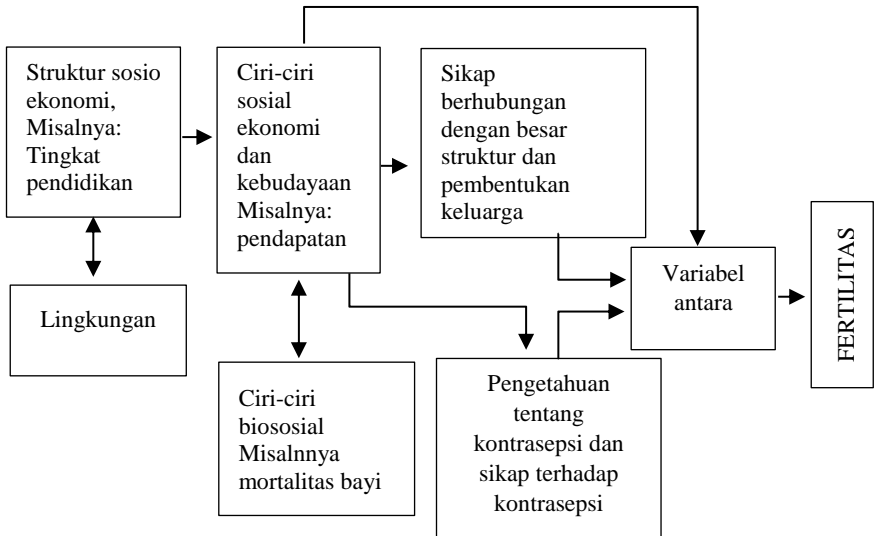 Struktur sosio
ekonomi,
Misalnya:
Tingkat
pendidikan
Lingkungan
Ciri-ciri
sosial
ekonomi
dan
kebudayaan
Misalnya:
pendapatan
Ciri-ciri
biososial
Misalnnya
mortalitas bayi
Sikap
berhubungan
dengan besar
struktur dan
pembentukan
keluarga
Pengetahuan
tentang
kontrasepsi dan
sikap terhadap
kontrasepsi
Variabel
antara
FERTILITAS